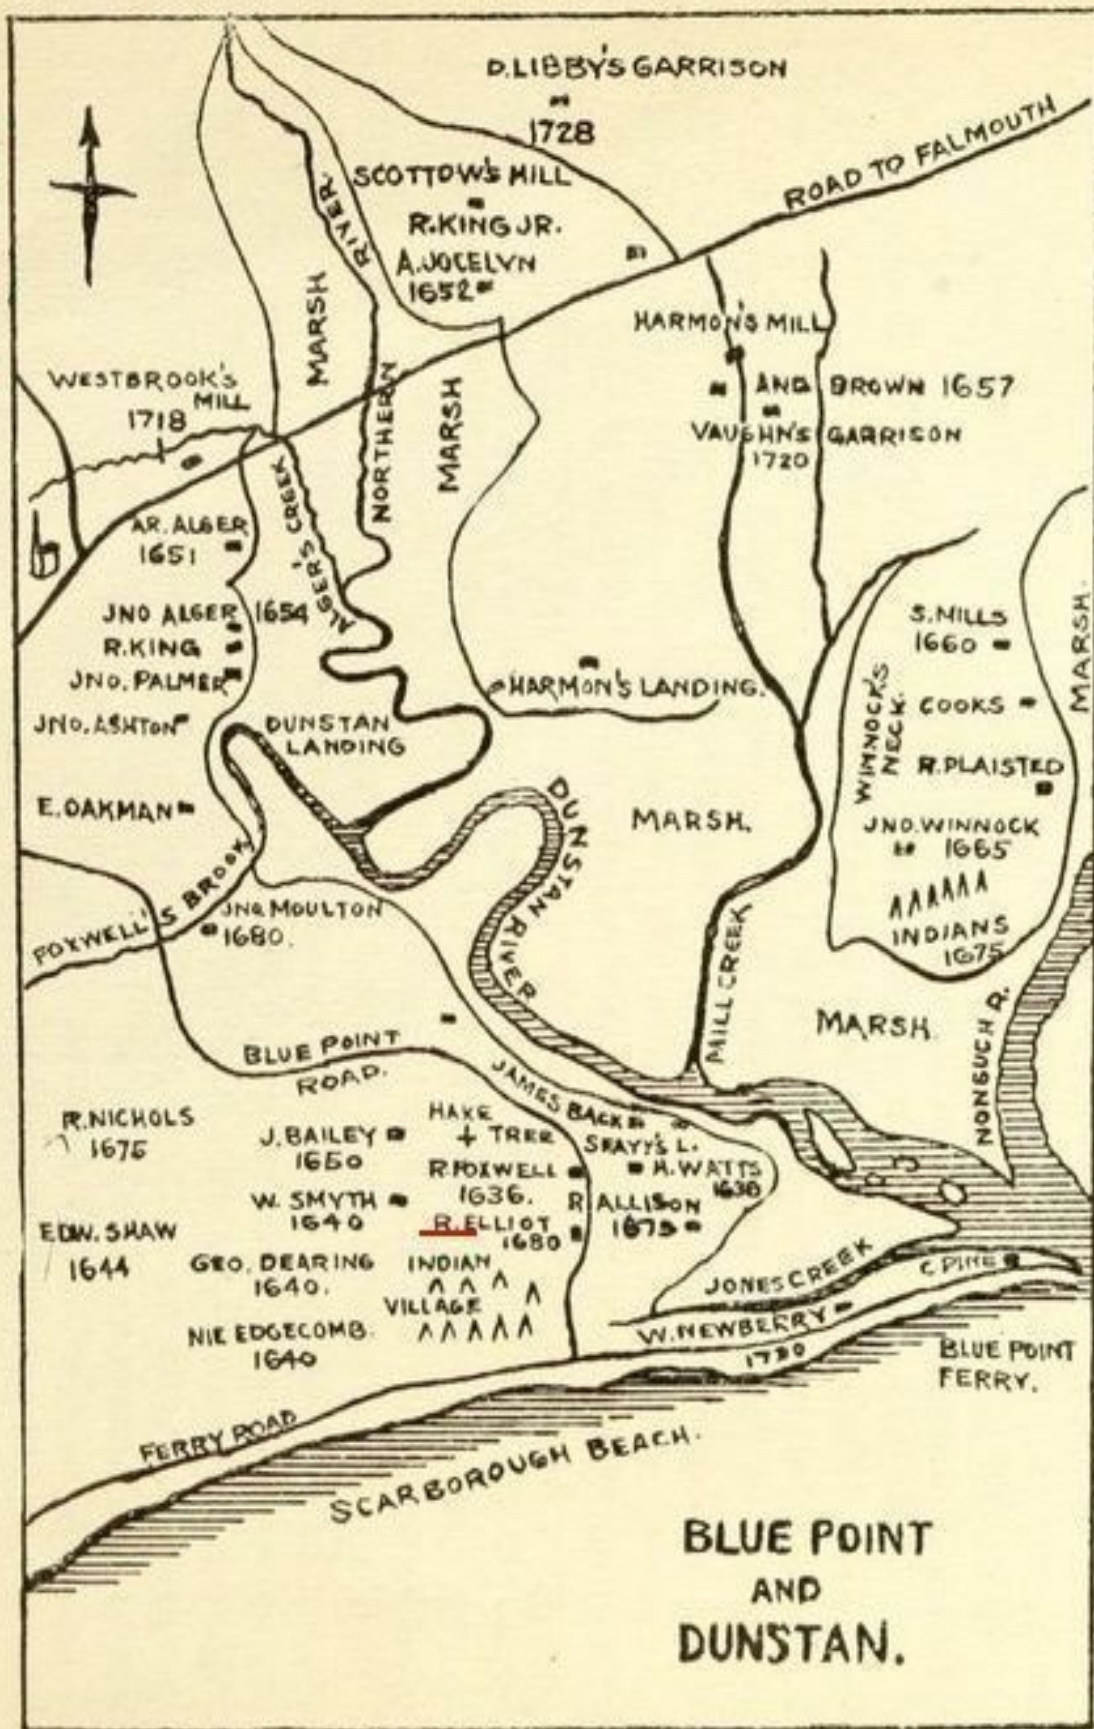 D. LIBBY'S GARRISON
1728
SCOTTOW'S MILL
R. KING JR.
A. JOCELYN
1652
ROAD TO FALMOUTH
RIVER.
MARSH
NORTHERN
MARSH
HARMON'S MILL
AND BROWN 1657
VAUGHN'S GARRISON
1720
WESTBROOK'S
MILL
1718
AR. ALGER
1651
ALGER'S CREEK
JNO ALGER 1654
R. KING
JNO. PALMER
JNO. ASHTON
DUNSTAN
LANDING
HARMON'S LANDING.
S. MILLS
1660
MARSH.
WINNOCK'S
NECK.
COOKS
R. PLAISTED
JNO. WINNOCK
1665
INDIANS
1675
E. OAKMAN
DUNSTAN RIVER
MARSH.
FOXWELL'S BROOK
JNO. MOULTON
1680.
MILL CREEK
MARSH.
NONSUCH R.
BLUE POINT
ROAD.
JAMES BACK
SEAVY'S L.
R. NICHOLS
1675
J. BAILEY
1650
HAKE
TREE
R. FOXWELL
1636.
H. WATTS
1638
W. SMYTH
1640
R. ELLIOT
1680
R ALLISON
1675
EDW. SHAW
1644
GEO. DEARING
1640.
INDIAN
VILLAGE
NIE EDGECOMB.
1640
JONES CREEK
C PINE
W. NEWBERRY
1730
BLUE POINT
FERRY.
FERRY ROAD
SCARBOROUGH BEACH.
BLUE POINT
AND
DUNSTAN.